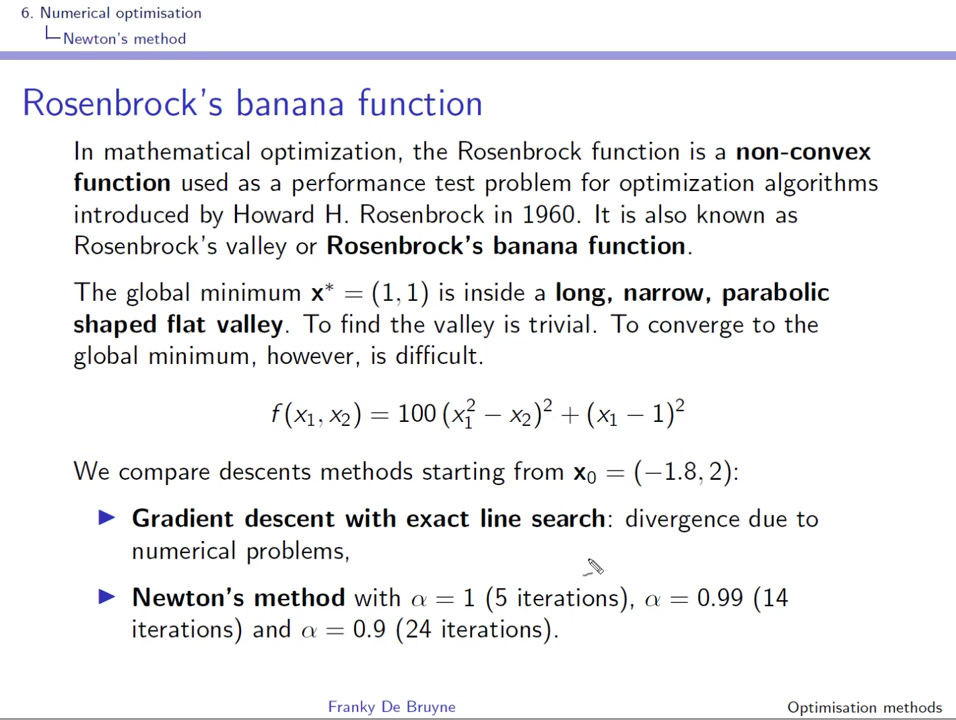 6. Numerical optimisation
Newton's method
Rosenbrock's banana function
In mathematical optimization, the Rosenbrock function is a non-convex
function used as a performance test problem for optimization algorithms
introduced by Howard H. Rosenbrock in 1960. It is also known as
Rosenbrock's valley or Rosenbrock's banana function.
The global minimum x* = (1, 1) is inside a long, narrow, parabolic
shaped flat valley. To find the valley is trivial. To converge to the
global minimum, however, is difficult.
f(x₁, x₂) = 100 (x₁² − x₂)² + (x₁ − 1)²
We compare descents methods starting from x₀ = (−1.8, 2):
▶ Gradient descent with exact line search: divergence due to
numerical problems,
▶ Newton's method with α = 1 (5 iterations), α = 0.99 (14
iterations) and α = 0.9 (24 iterations).
Franky De Bruyne
Optimisation methods